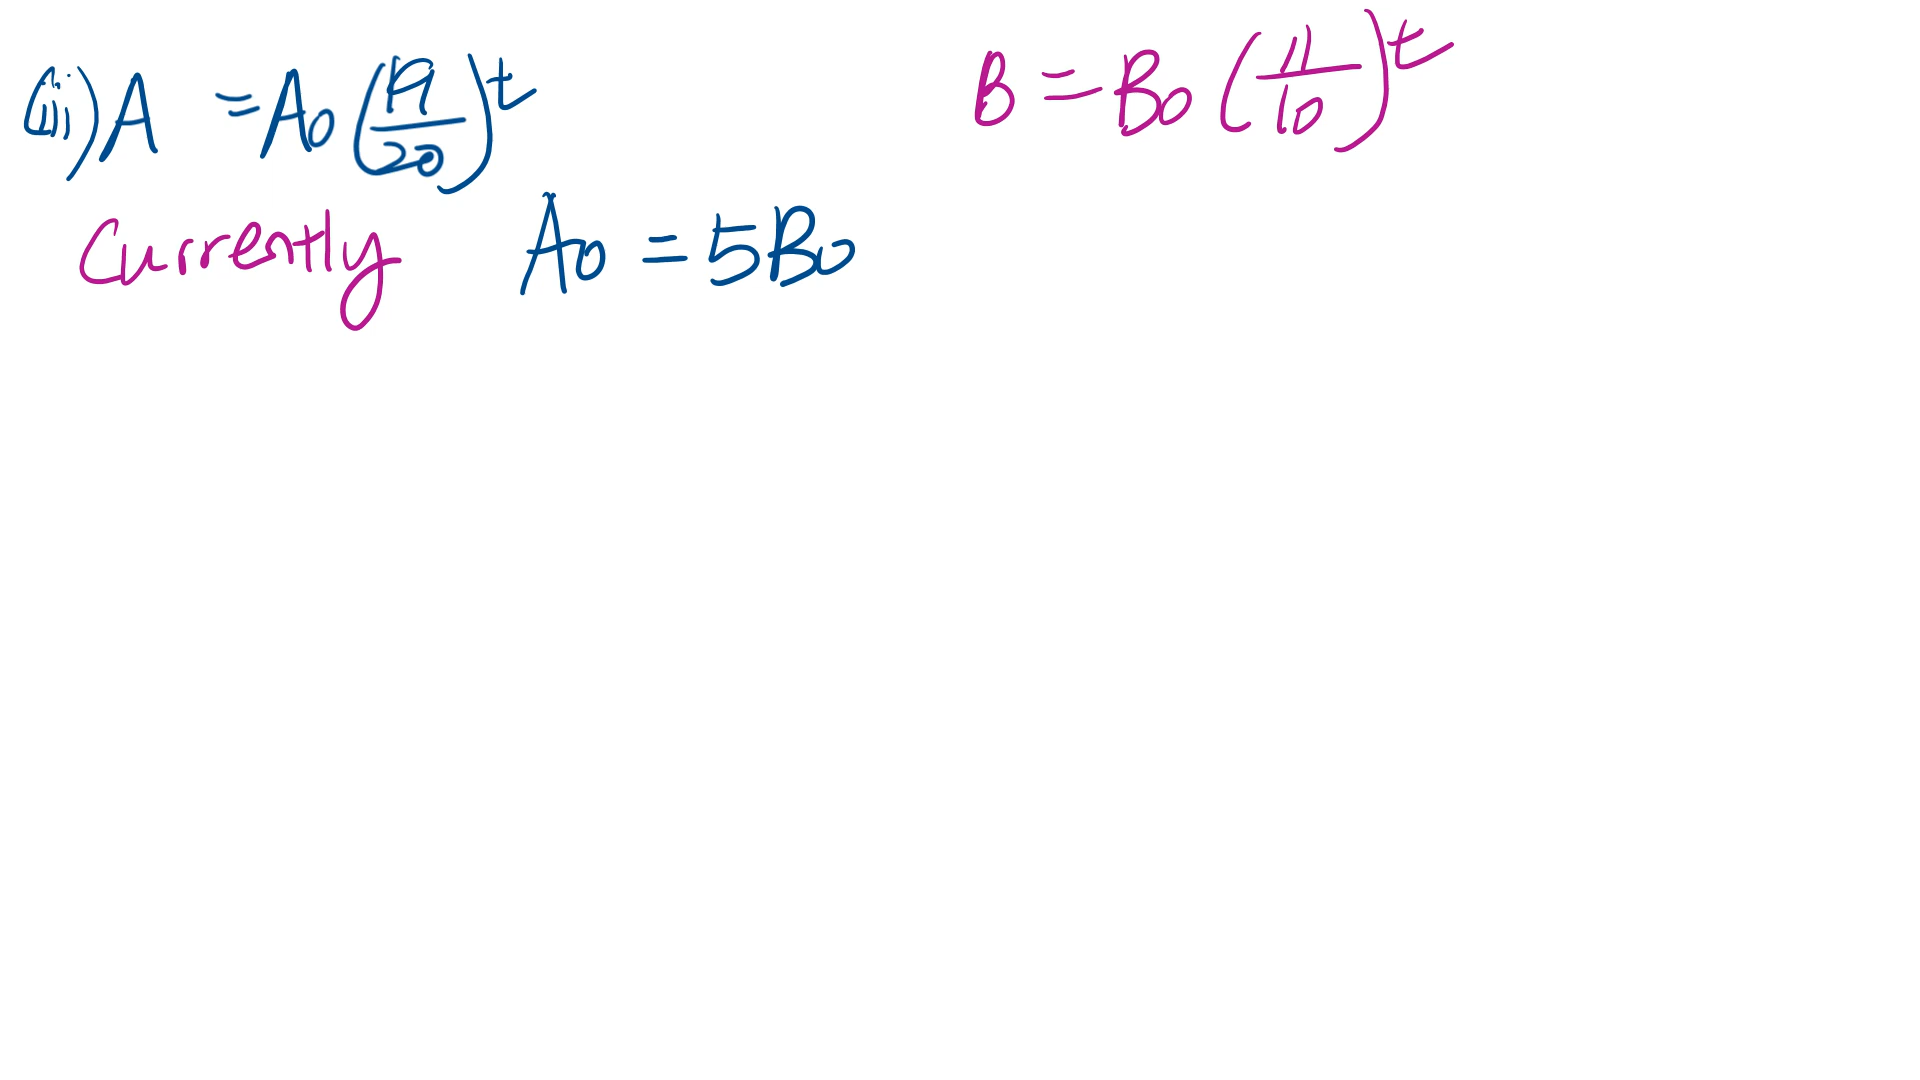 (iii) A = A₀(19/20)^t B = B₀(11/10)^t
Currently A₀ = 5B₀